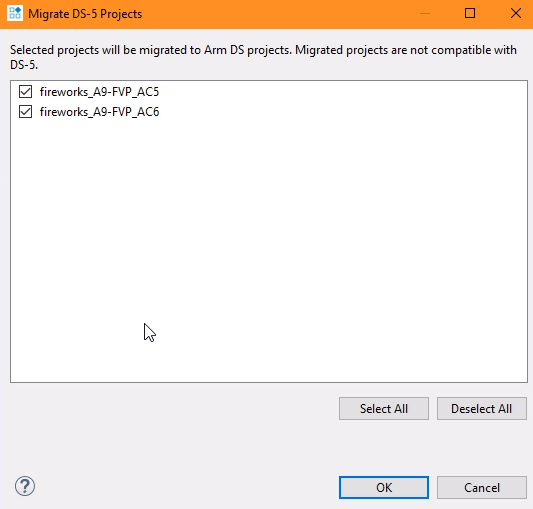 Migrate DS-5 Projects
Selected projects will be migrated to Arm DS projects. Migrated projects are not compatible with
DS-5.
fireworks_A9-FVP_AC5
fireworks_A9-FVP_AC6
Select All
Deselect All
?
OK
Cancel